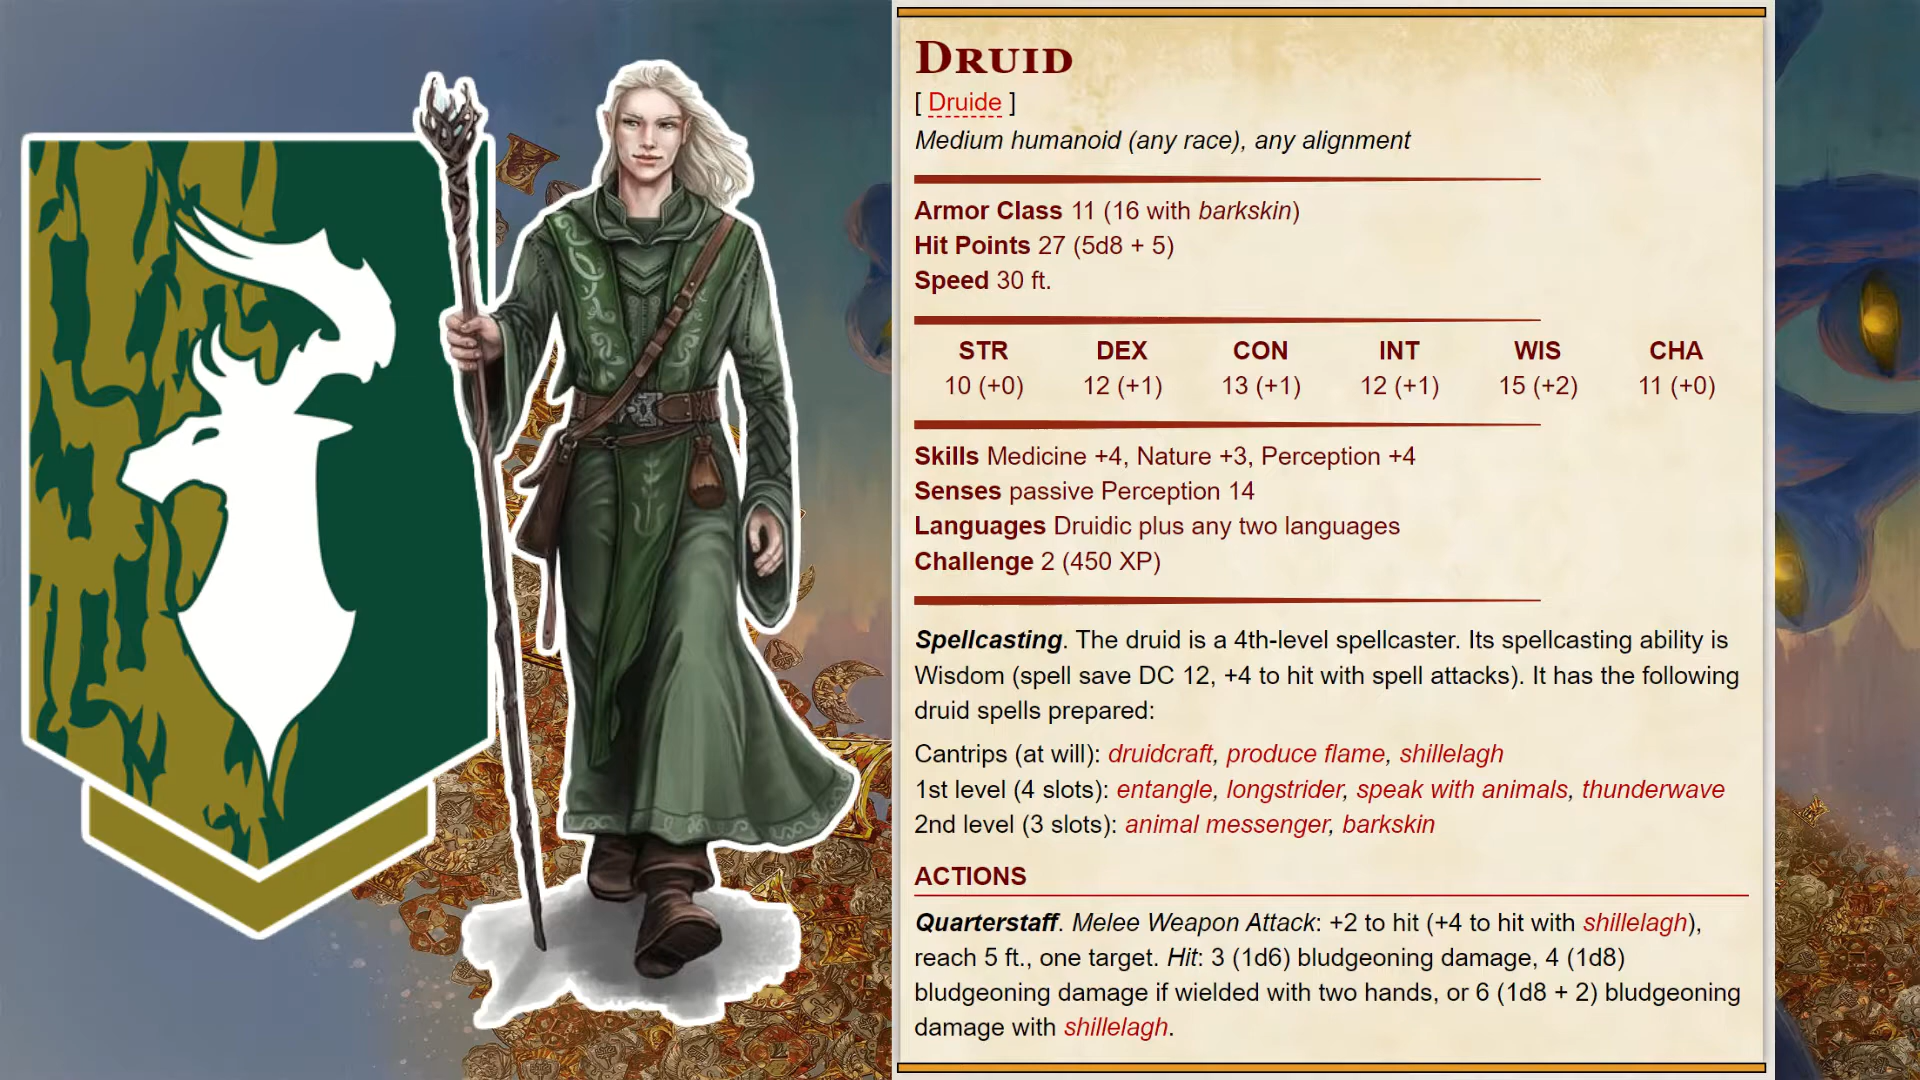 DRUID
[ Druide ]
Medium humanoid (any race), any alignment
Armor Class 11 (16 with barkskin)
Hit Points 27 (5d8 + 5)
Speed 30 ft.
STR DEX CON INT WIS CHA
10 (+0) 12 (+1) 13 (+1) 12 (+1) 15 (+2) 11 (+0)
Skills Medicine +4, Nature +3, Perception +4
Senses passive Perception 14
Languages Druidic plus any two languages
Challenge 2 (450 XP)
Spellcasting. The druid is a 4th-level spellcaster. Its spellcasting ability is
Wisdom (spell save DC 12, +4 to hit with spell attacks). It has the following
druid spells prepared:
Cantrips (at will): druidcraft, produce flame, shillelagh
1st level (4 slots): entangle, longstrider, speak with animals, thunderwave
2nd level (3 slots): animal messenger, barkskin
ACTIONS
Quarterstaff. Melee Weapon Attack: +2 to hit (+4 to hit with shillelagh),
reach 5 ft., one target. Hit: 3 (1d6) bludgeoning damage, 4 (1d8)
bludgeoning damage if wielded with two hands, or 6 (1d8 + 2) bludgeoning
damage with shillelagh.